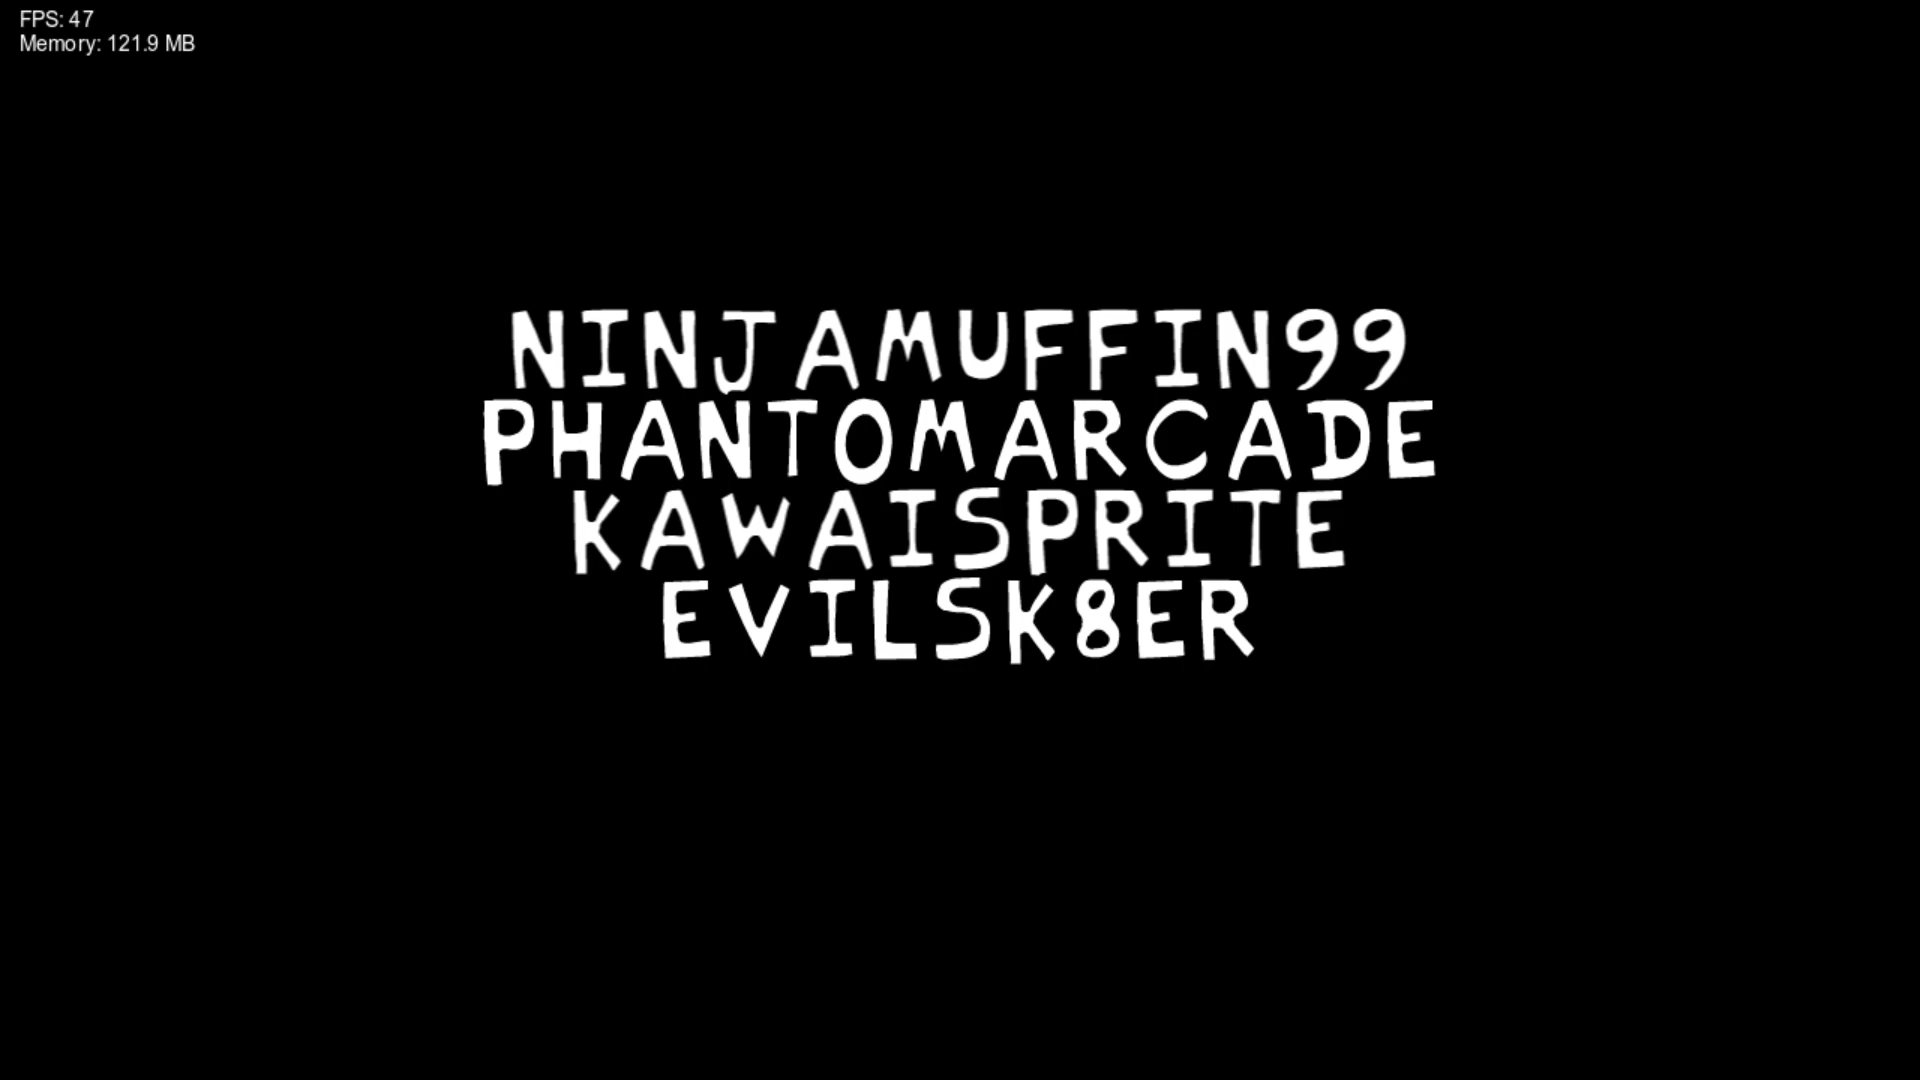 FPS: 47
Memory: 121.9 MB
NINJAMUFFIN99
PHANTOMARCADE
KAWAISPRITE
EVILSK8ER